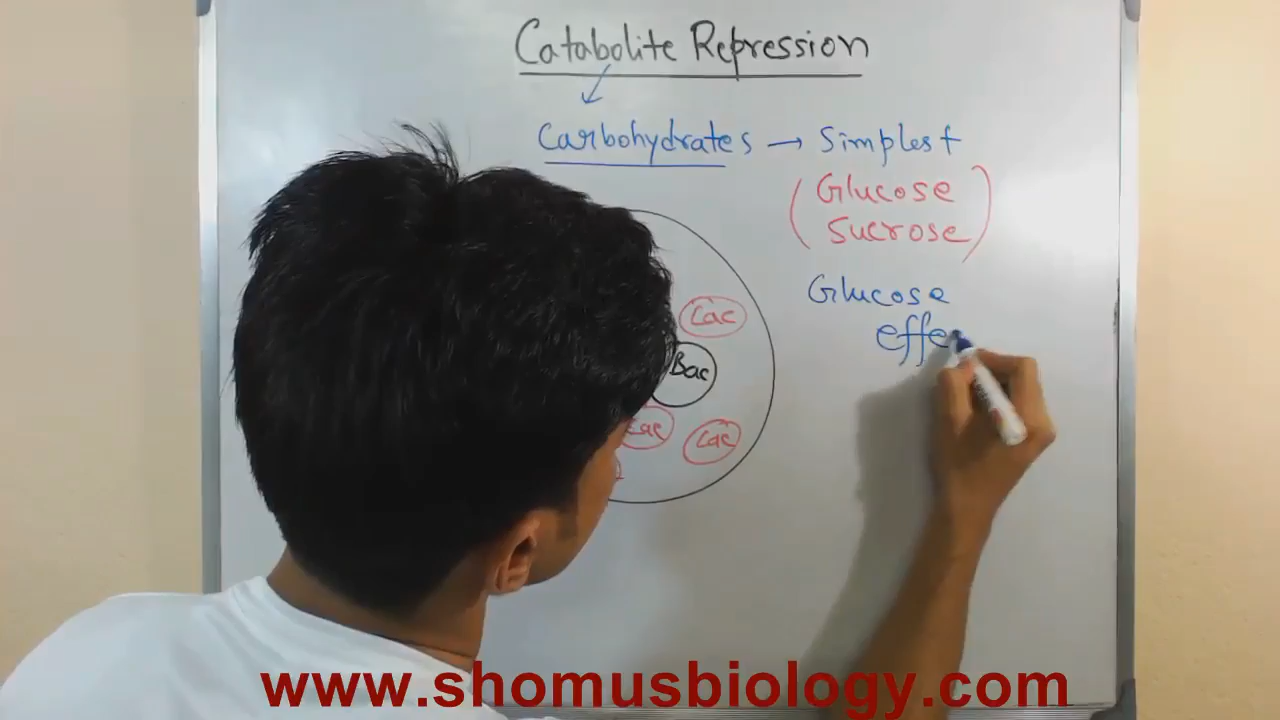 Catabolite Repression
Carbohydrates → Simplest
(Glucose
Sucrose)
Glucose
effe
Lac
Bac
Lac
Lac
www.shomusbiology.com